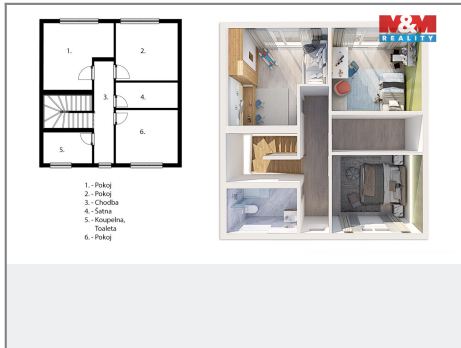 M&M
REALITY
1.
2.
3.
4.
5.
6.
1. - Pokoj
2. - Pokoj
3. - Chodba
4. - Šatna
5. - Koupelna,
Toaleta
6. - Pokoj